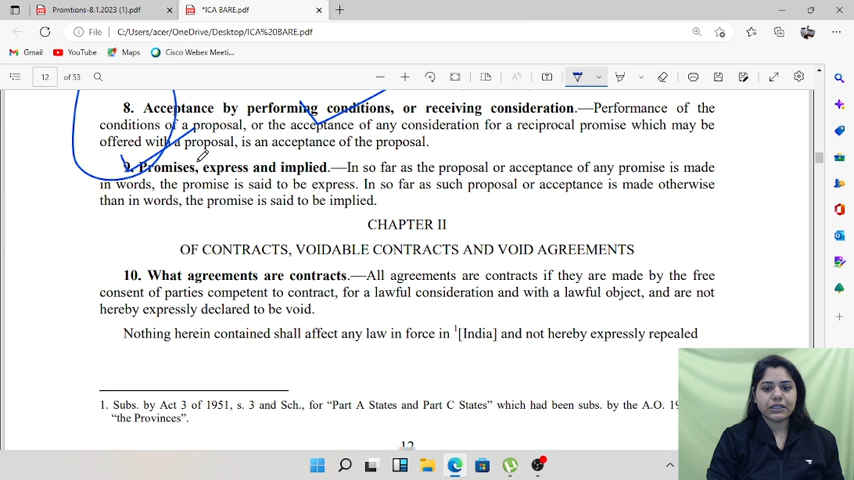 Promtions-8.1.2023 (1).pdf
*ICA BARE.pdf
File
C:/Users/acer/OneDrive/Desktop/ICA%20BARE.pdf
Gmail
YouTube
Maps
Cisco Webex Meeti...
12 of 53
8. Acceptance by performing conditions, or receiving consideration.—Performance of the
conditions of a proposal, or the acceptance of any consideration for a reciprocal promise which may be
offered with a proposal, is an acceptance of the proposal.
9. Promises, express and implied.—In so far as the proposal or acceptance of any promise is made
in words, the promise is said to be express. In so far as such proposal or acceptance is made otherwise
than in words, the promise is said to be implied.
CHAPTER II
OF CONTRACTS, VOIDABLE CONTRACTS AND VOID AGREEMENTS
10. What agreements are contracts.—All agreements are contracts if they are made by the free
consent of parties competent to contract, for a lawful consideration and with a lawful object, and are not
hereby expressly declared to be void.
Nothing herein contained shall affect any law in force in 1[India] and not hereby expressly repealed
1. Subs. by Act 3 of 1951, s. 3 and Sch., for “Part A States and Part C States” which had been subs. by the A.O.
“the Provinces”.
12